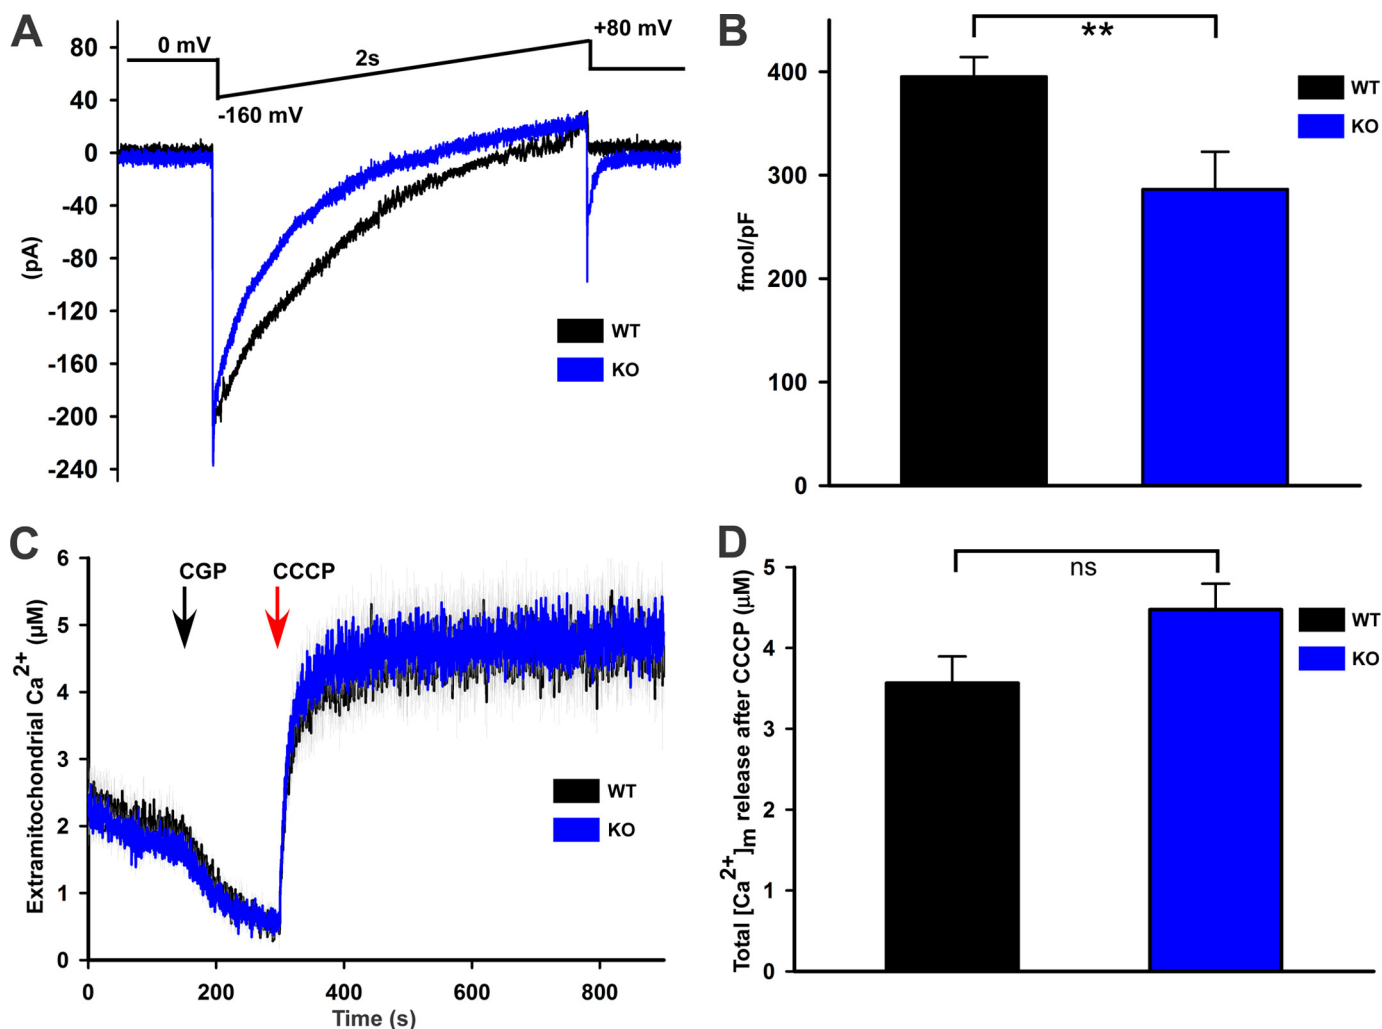 A
0 mV
2s
+80 mV
-160 mV
80
40
0
-40
-80
-120
-160
-200
-240
(pA)
WT
KO
B
**
400
300
200
100
0
fmol/pF
WT
KO
C
CGP
CCCP
6
5
4
3
2
1
0
Extramitochondrial Ca2+ (µM)
WT
KO
0
200
400
600
800
Time (s)
D
ns
5
4
3
2
1
0
Total [Ca2+]m release after CCCP (µM)
WT
KO